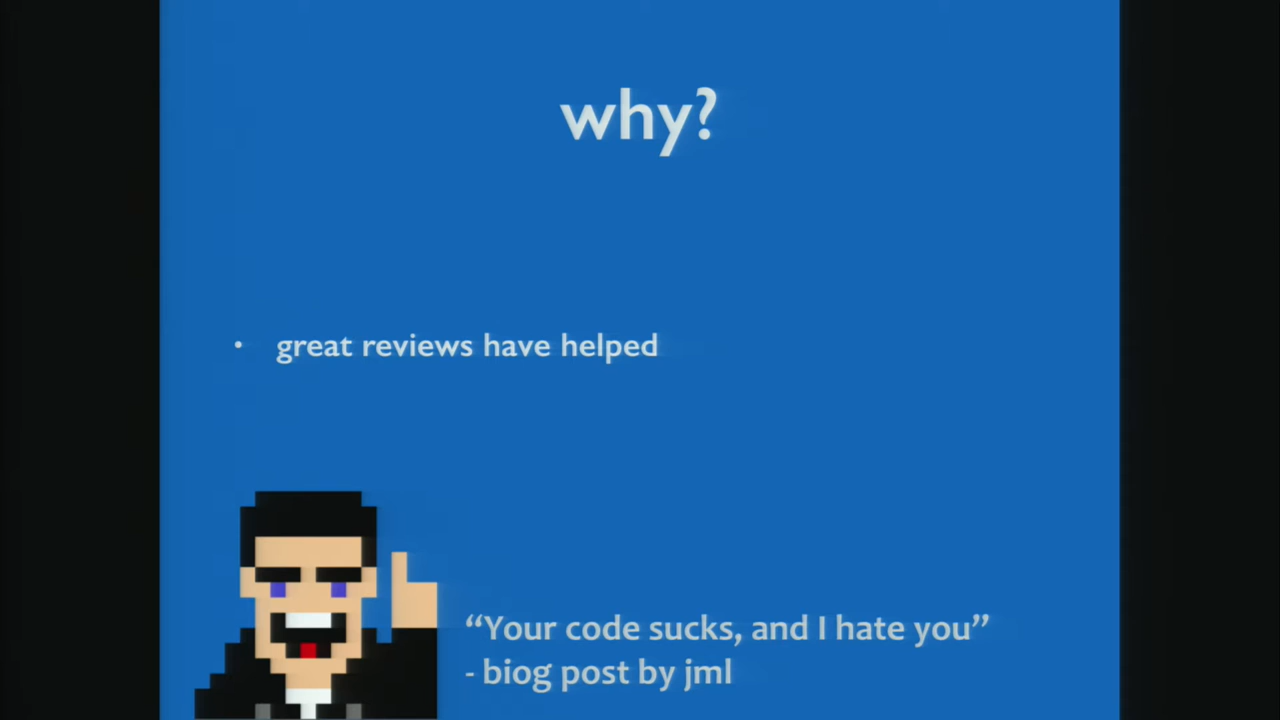 why?
• great reviews have helped
“Your code sucks, and I hate you”
- biog post by jml